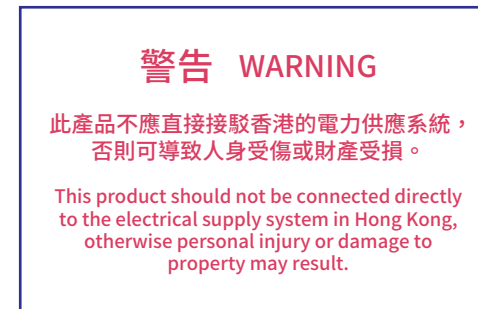 警告 WARNING
此產品不應直接接駁香港的電力供應系統，
否則可導致人身受傷或財產受損。
This product should not be connected directly
to the electrical supply system in Hong Kong,
otherwise personal injury or damage to
property may result.